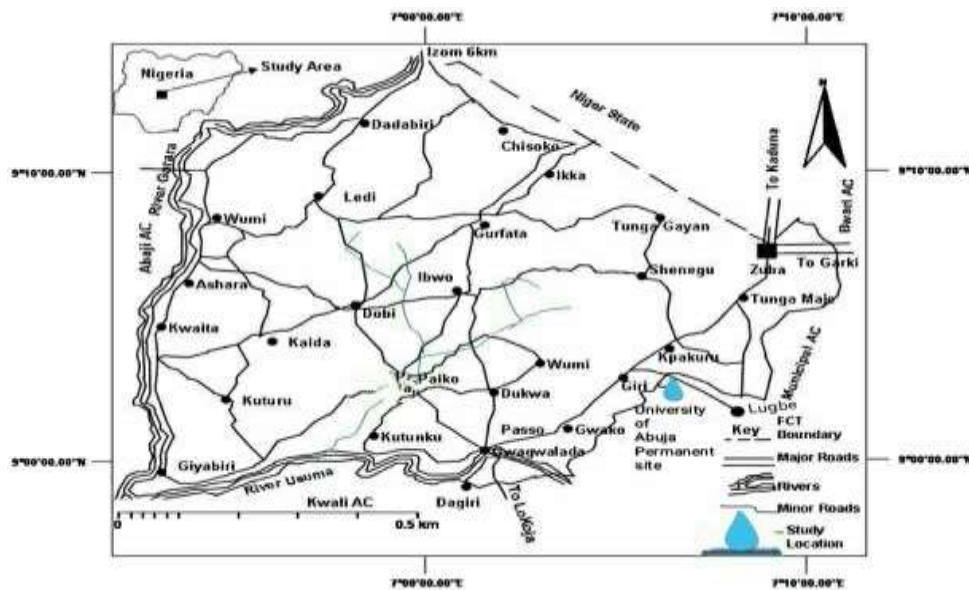 7°00'00.00"E
7°10'00.00"E
Izom 6km
Nigeria
Study Area
Niger State
N
To Kaduna
Bwari AC
9°10'00.00"N
9°10'00.00"N
Dadabiri
Chisoko
Ikka
River Gurara
Abaji AC
Ledi
Wumi
Gurfata
Tunga Gayan
Zuba
To Garki
Ashara
Ibwo
Shenegu
Dobi
Tunga Maje
Kwaita
Kaida
Wumi
Kpakuru
Municipal AC
Paiko
Dukwa
Giri
Kuturu
University
of
Abuja
Permanent
site
Lugbe
Kutunku
Passo
Gwako
Gwagwalada
Key
FCT
Boundary
Major Roads
Rivers
Minor Roads
Study
Location
9°00'00.00"N
9°00'00.00"N
Giyabiri
River Usuma
Kwali AC
Dagiri
To Lokoja
0
0.5 km
7°00'00.00"E
7°10'00.00"E